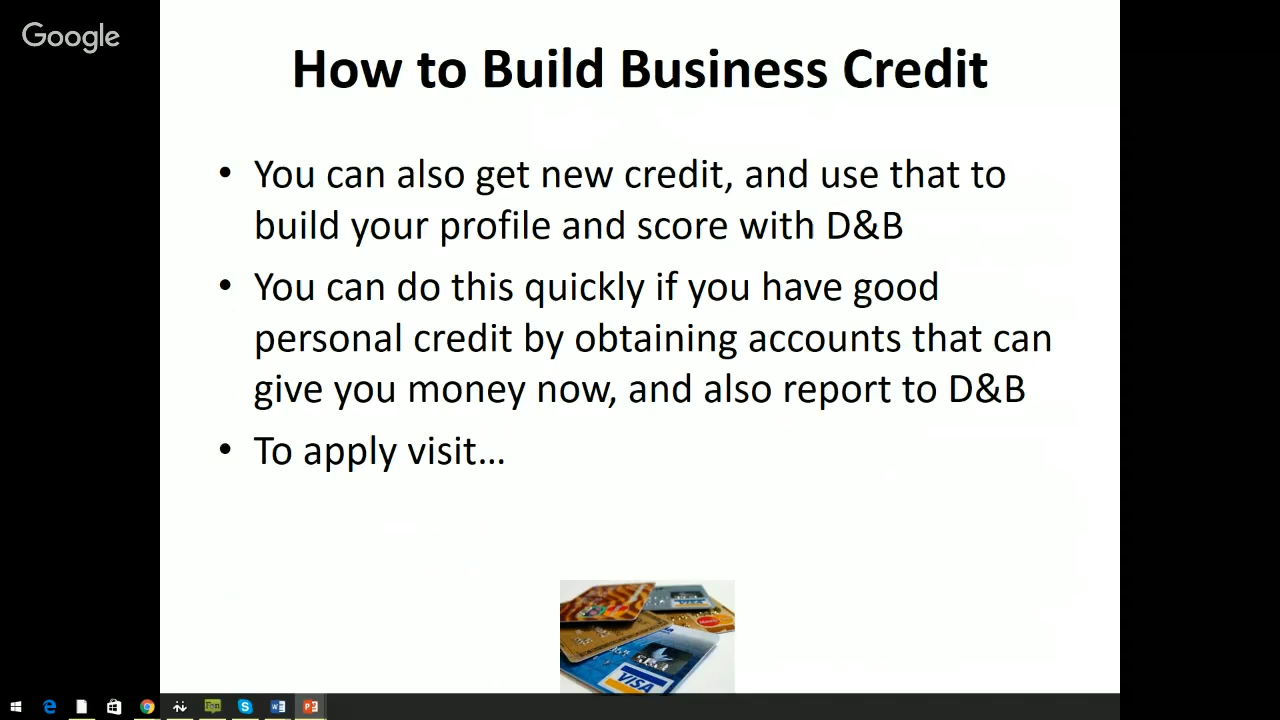 Google
How to Build Business Credit
• You can also get new credit, and use that to
build your profile and score with D&B
• You can do this quickly if you have good
personal credit by obtaining accounts that can
give you money now, and also report to D&B
• To apply visit...
VISA
VISA